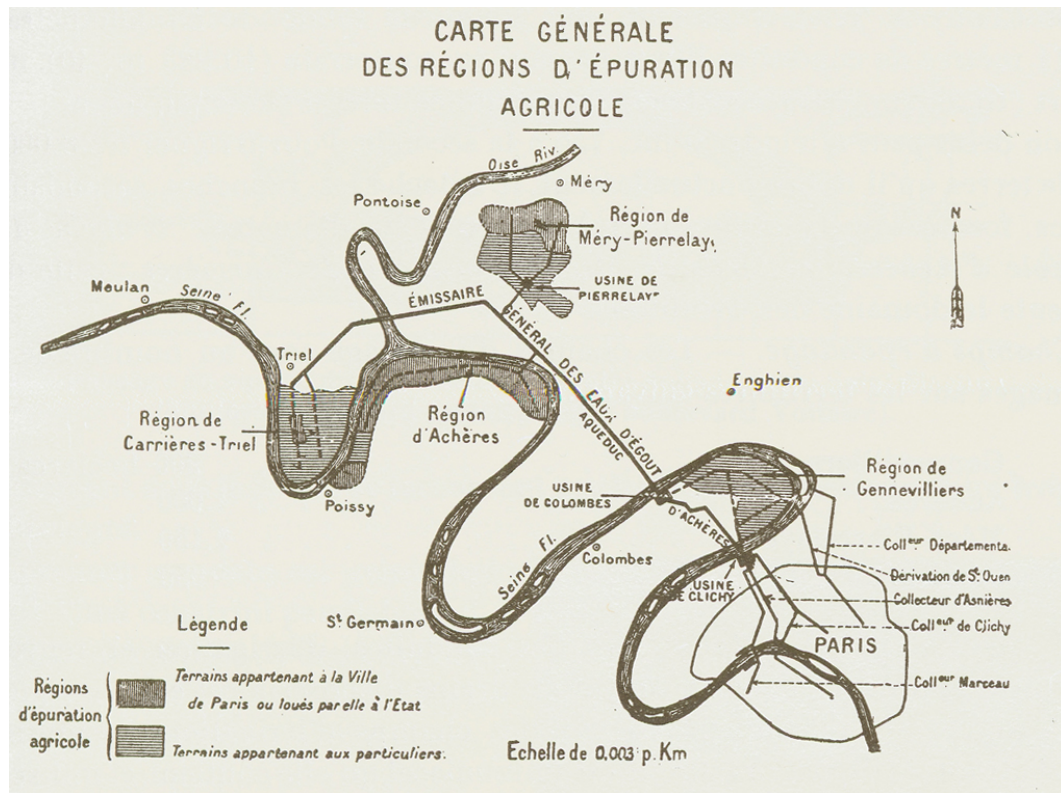 CARTE GÉNÉRALE
DES RÉGIONS D'ÉPURATION
AGRICOLE
Oise Riv.
Méry
Pontoise
Région de
Méry-Pierrelaye
N
USINE DE
PIERRELAYE
Meulan
Seine Fl.
ÉMISSAIRE
GÉNÉRAL DES EAUX D'ÉGOUT
Triel
Enghien
Région de
Carrières-Triel
Région
d'Achères
AQUEDUC
D'ACHÈRES
Région de
Gennevilliers
USINE
DE COLOMBES
Poissy
Seine Fl.
Colombes
USINE
DE CLICHY
Colleur Départementa.
Dérivation de St Ouen
Collecteur d'Asnières
Colleur de Clichy
PARIS
Colleur Marceau
St Germain
Légende
Régions
d'épuration
agricole
Terrains appartenant à la Ville
de Paris ou loués par elle à l'Etat
Terrains appartenant aux particuliers.
Echelle de 0,003 p. Km